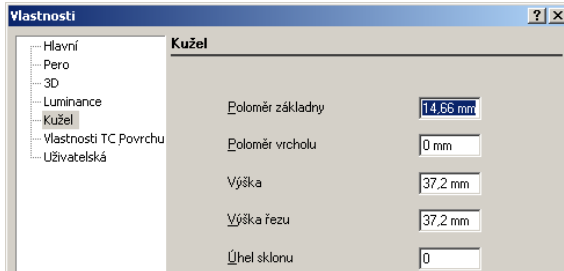 Vlastnosti
Hlavní
Pero
3D
Luminance
Kužel
Vlastnosti TC Povrchu
Uživatelská
Kužel
Poloměr základny 14,66 mm
Poloměr vrcholu 0 mm
Výška 37,2 mm
Výška řezu 37,2 mm
Úhel sklonu 0